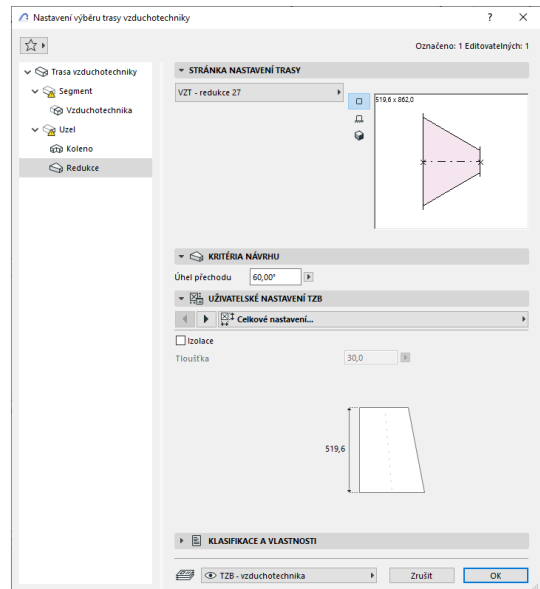 Nastavení výběru trasy vzduchotechniky
?
Označeno: 1 Editovatelných: 1
Trasa vzduchotechniky
Segment
Vzduchotechnika
Uzel
Koleno
Redukce
STRÁNKA NASTAVENÍ TRASY
VZT - redukce 27
519,6 x 862,0
KRITÉRIA NÁVRHU
Úhel přechodu
60,00°
UŽIVATELSKÉ NASTAVENÍ TZB
Celkové nastavení...
Izolace
Tloušťka
30,0
519,6
KLASIFIKACE A VLASTNOSTI
TZB - vzduchotechnika
Zrušit
OK